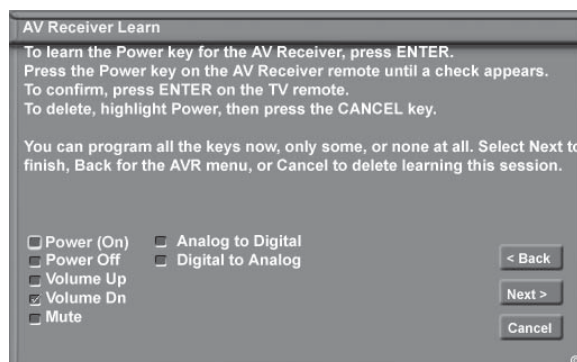 AV Receiver Learn
To learn the Power key for the AV Receiver, press ENTER.
Press the Power key on the AV Receiver remote until a check appears.
To confirm, press ENTER on the TV remote.
To delete, highlight Power, then press the CANCEL key.
You can program all the keys now, only some, or none at all. Select Next to
finish, Back for the AVR menu, or Cancel to delete learning this session.
Power (On)
Power Off
Volume Up
Volume Dn
Mute
Analog to Digital
Digital to Analog
< Back
Next >
Cancel